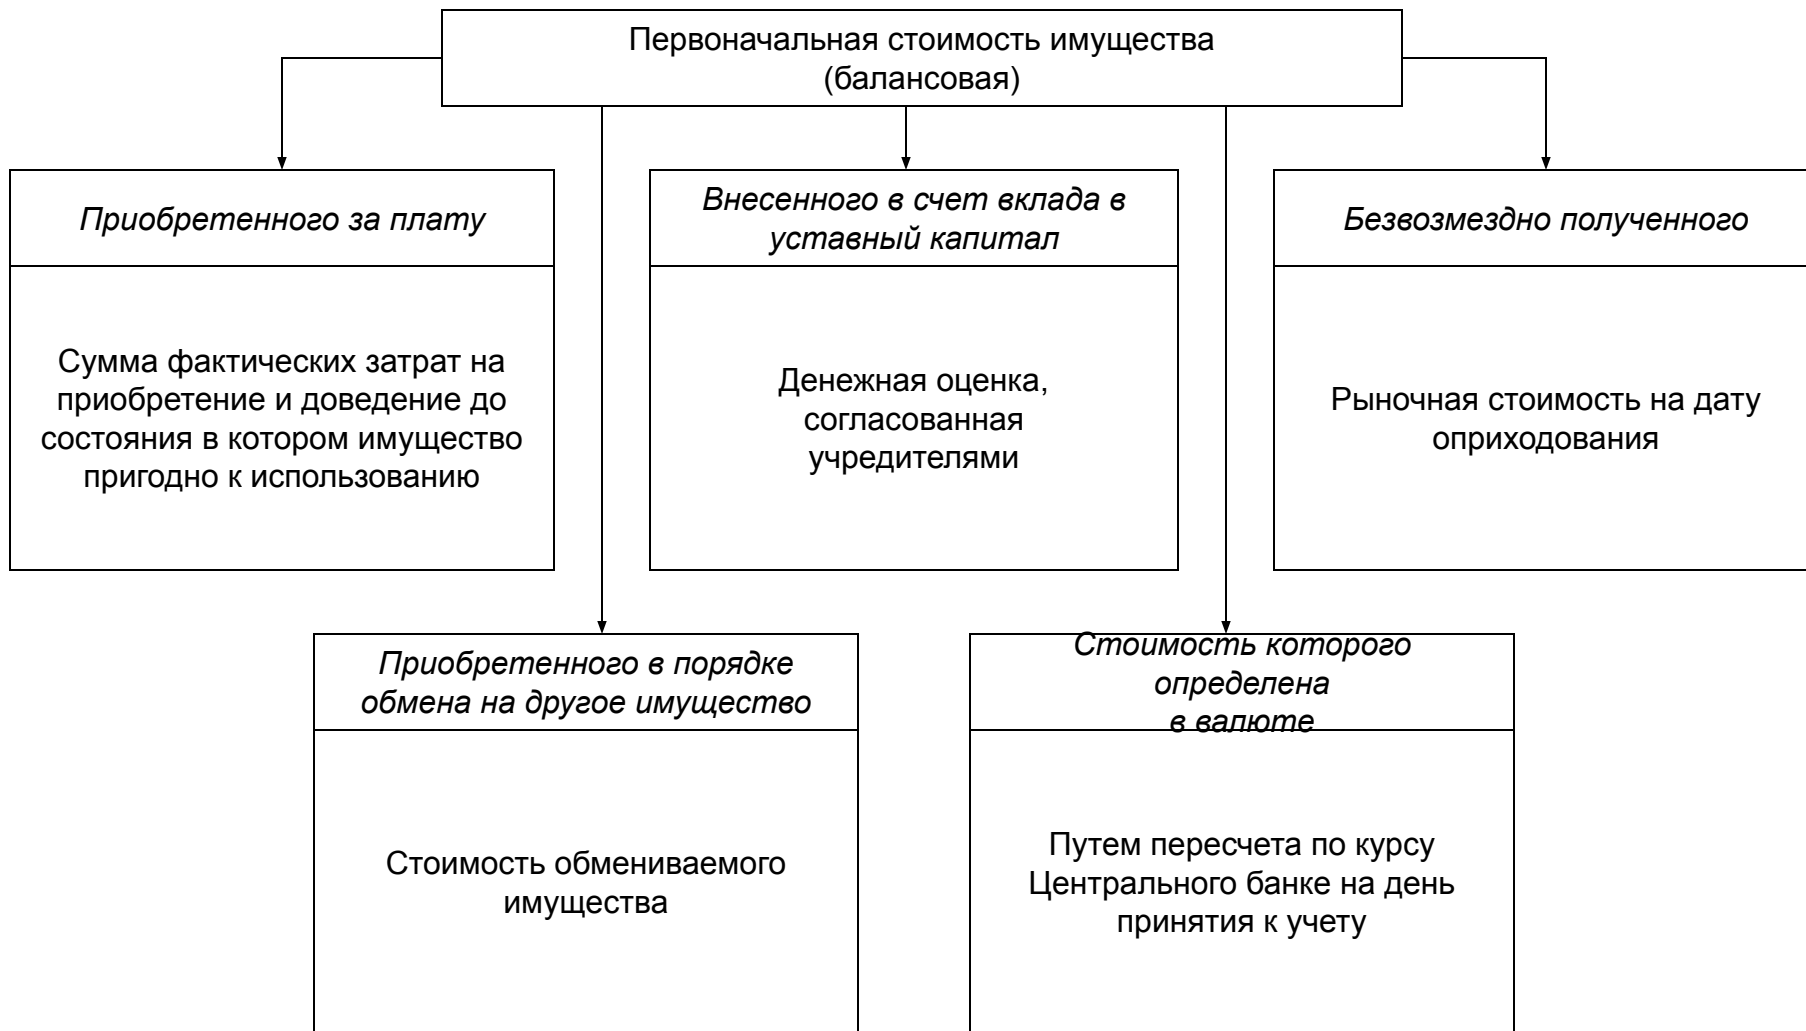 Первоначальная стоимость имущества
(балансовая)
Приобретенного за плату
Сумма фактических затрат на
приобретение и доведение до
состояния в котором имущество
пригодно к использованию
Внесенного в счет вклада в
уставный капитал
Денежная оценка,
согласованная
учредителями
Безвозмездно полученного
Рыночная стоимость на дату
оприходования
Приобретенного в порядке
обмена на другое имущество
Стоимость обмениваемого
имущества
Стоимость которого
определена
в валюте
Путем пересчета по курсу
Центрального банке на день
принятия к учету